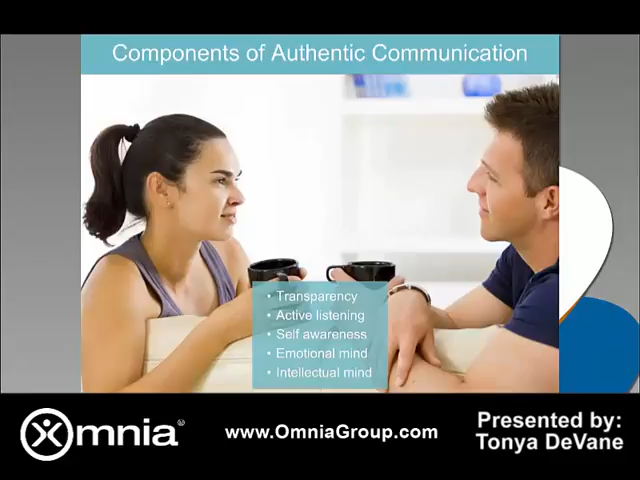 Components of Authentic Communication
• Transparency
• Active listening
• Self awareness
• Emotional mind
• Intellectual mind
Omnia®
www.OmniaGroup.com
Presented by:
Tonya DeVane